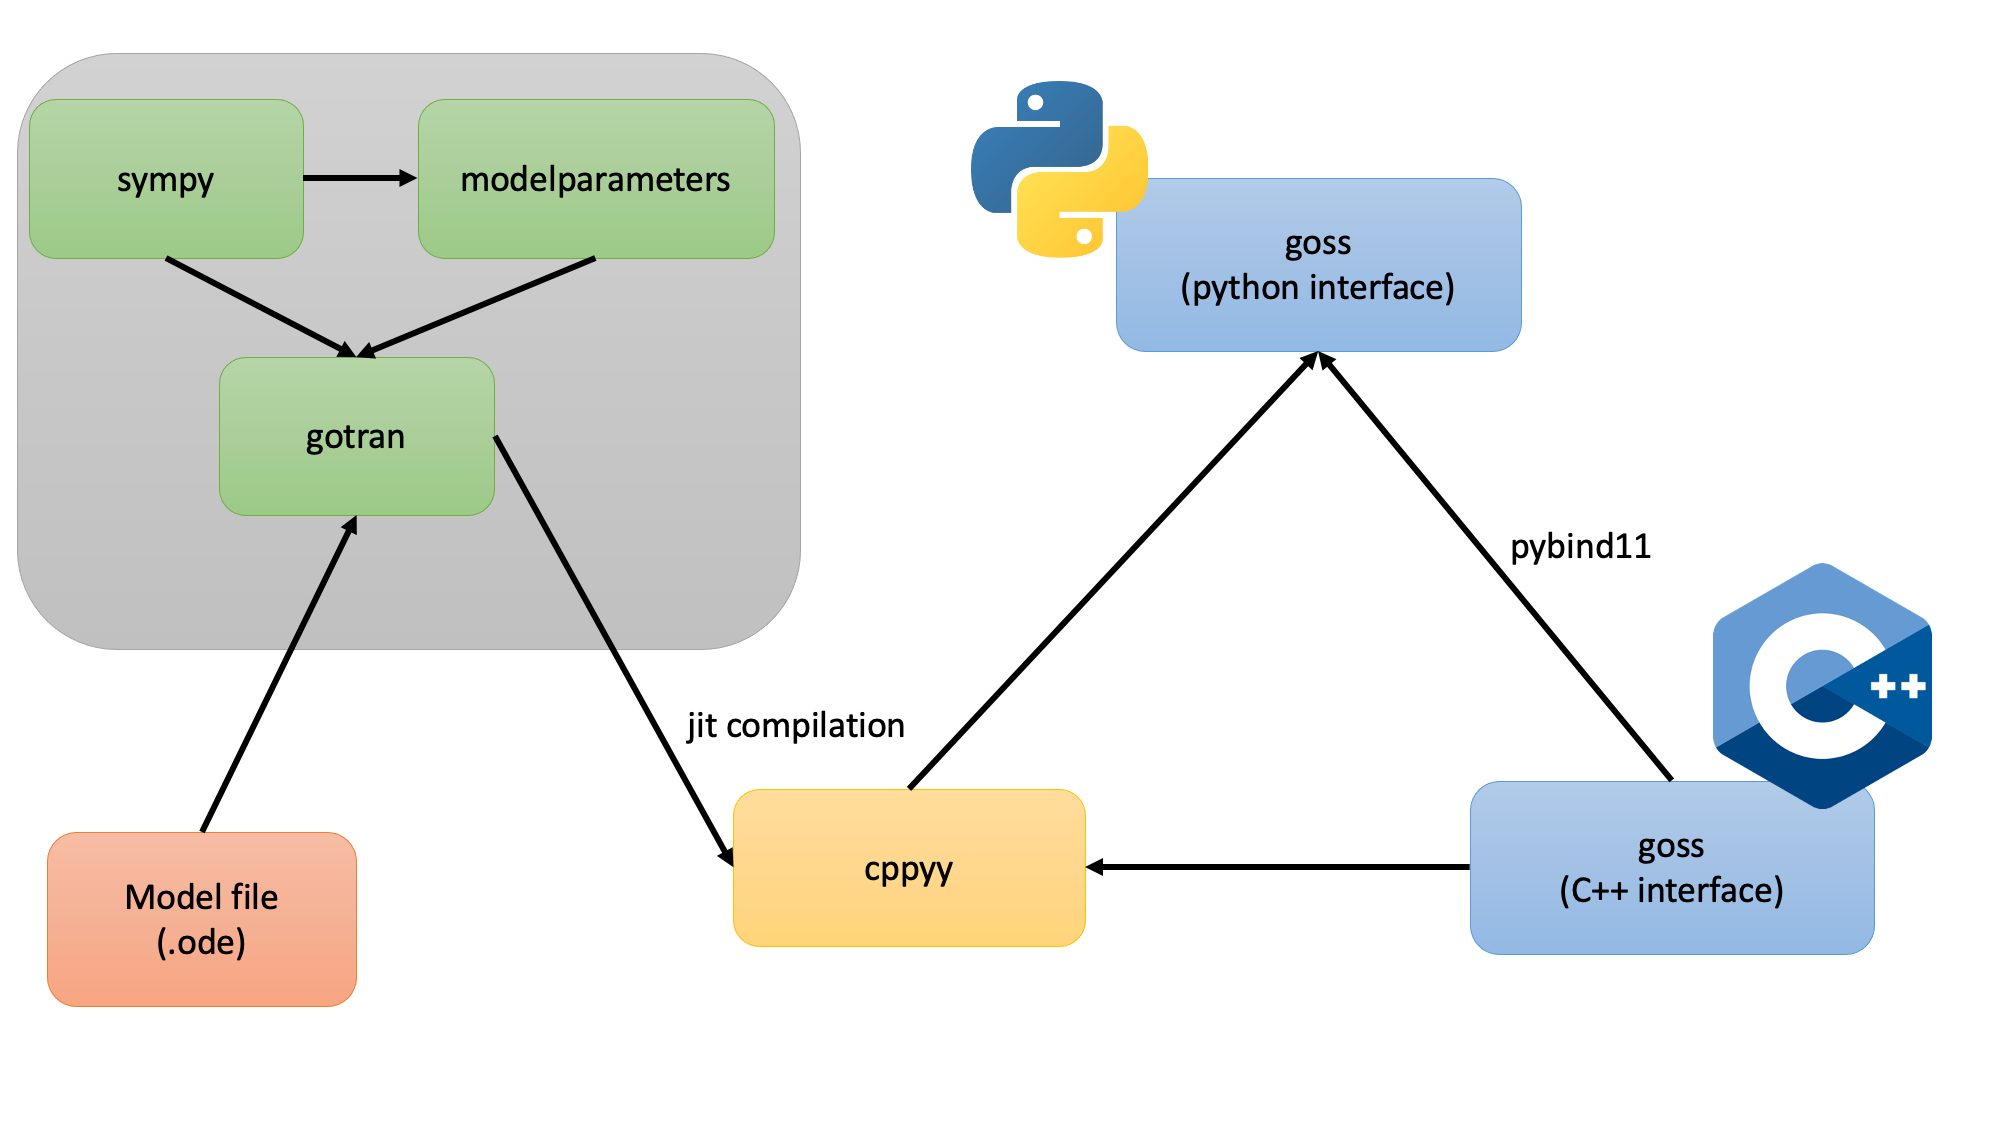 sympy
modelparameters
goss
(python interface)
gotran
pybind11
++
jit compilation
cppyy
goss
(C++ interface)
Model file
(.ode)